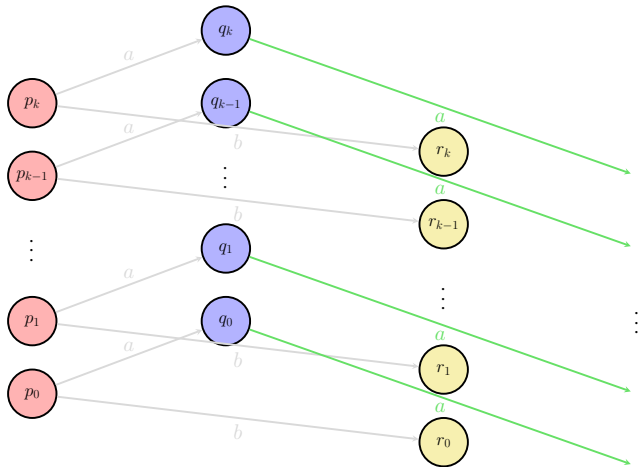 q_k
a
p_k
q_{k−1}
a
a
r_k
b
p_{k−1}
⋮
a
b
r_{k−1}
⋮
q_1
a
⋮
⋮
p_1
q_0
a
a
b
r_1
p_0
a
b
r_0